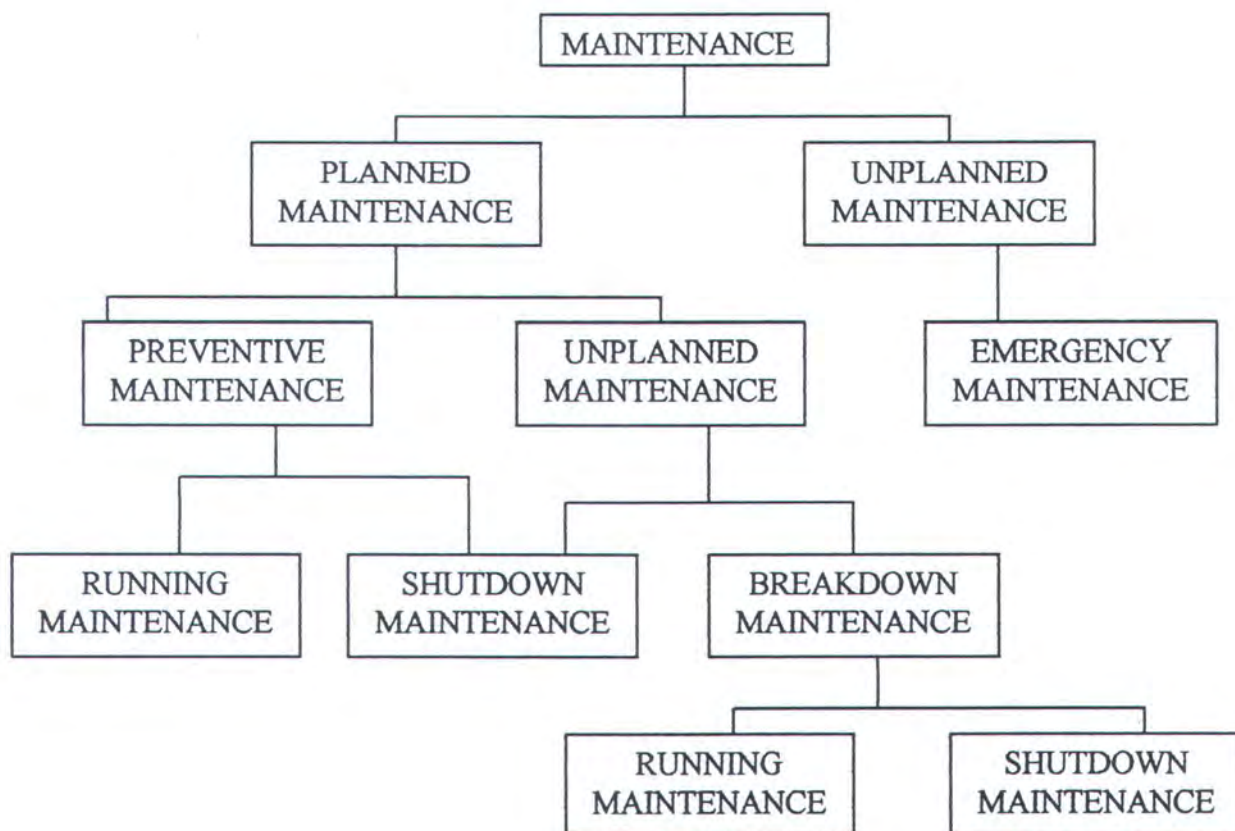 MAINTENANCE
PLANNED
MAINTENANCE
UNPLANNED
MAINTENANCE
PREVENTIVE
MAINTENANCE
UNPLANNED
MAINTENANCE
EMERGENCY
MAINTENANCE
RUNNING
MAINTENANCE
SHUTDOWN
MAINTENANCE
BREAKDOWN
MAINTENANCE
RUNNING
MAINTENANCE
SHUTDOWN
MAINTENANCE